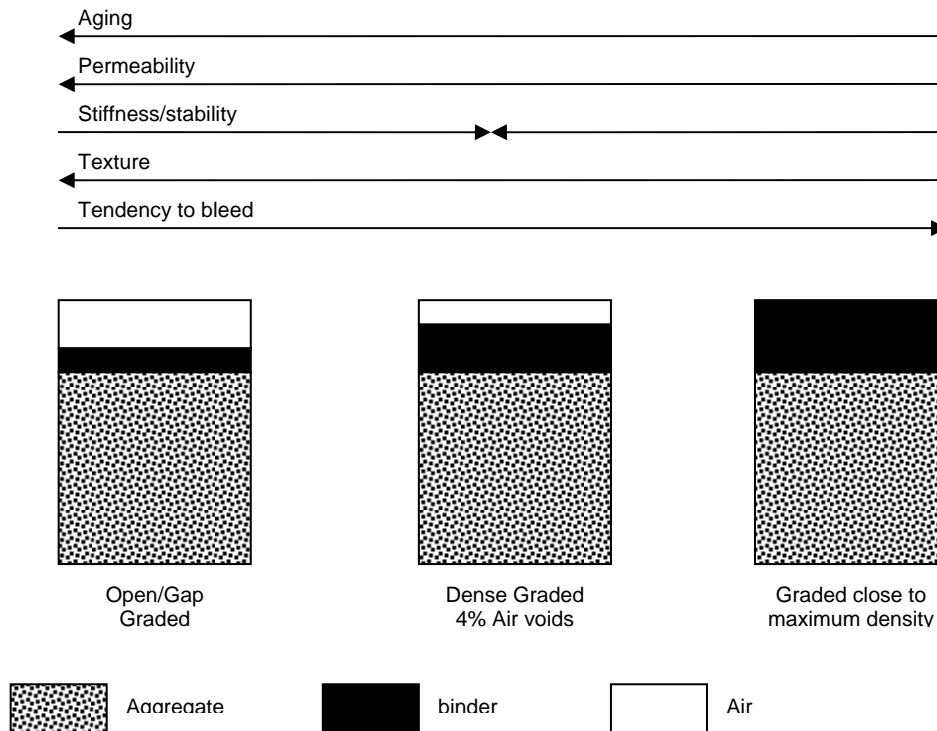 Aging
Permeability
Stiffness/stability
Texture
Tendency to bleed
Open/Gap
Graded
Dense Graded
4% Air voids
Graded close to
maximum density
Aggregate
binder
Air